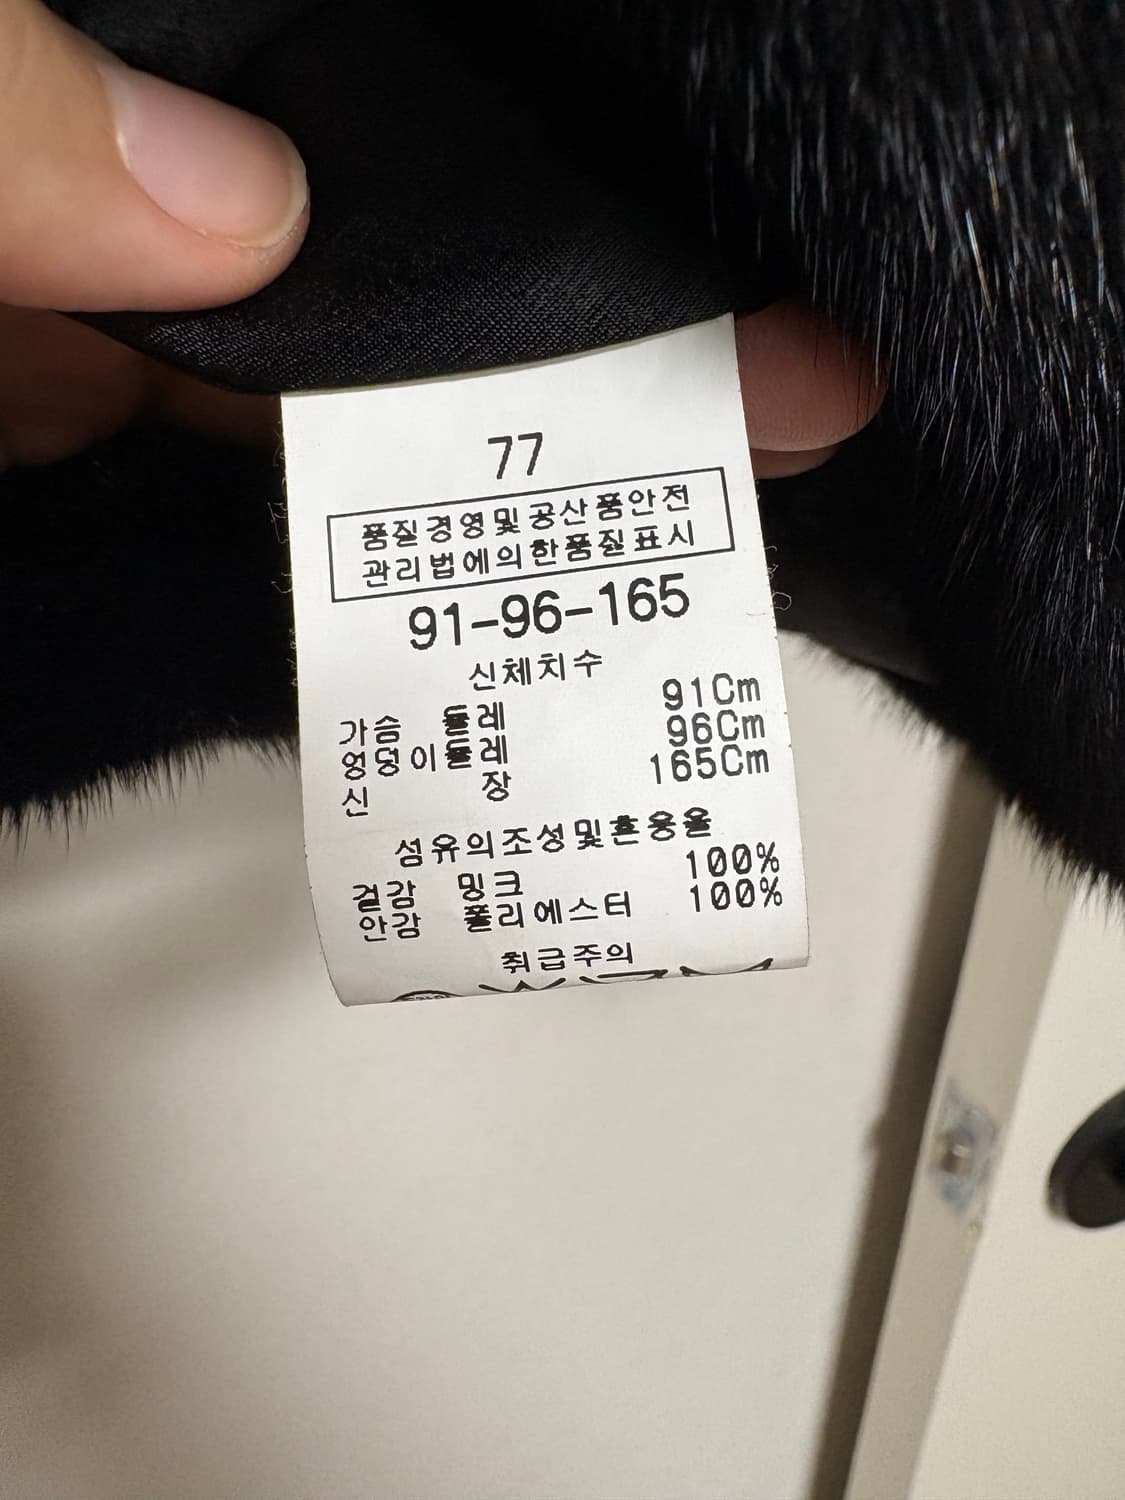 77
품질경영및공산품안전
관리법에의한품질표시
91-96-165
신체치수
가슴 둘레 91Cm
엉덩이둘레 96Cm
신 장 165Cm
섬유의조성및혼용율
겉감 밍크 100%
안감 폴리에스터 100%
취급주의